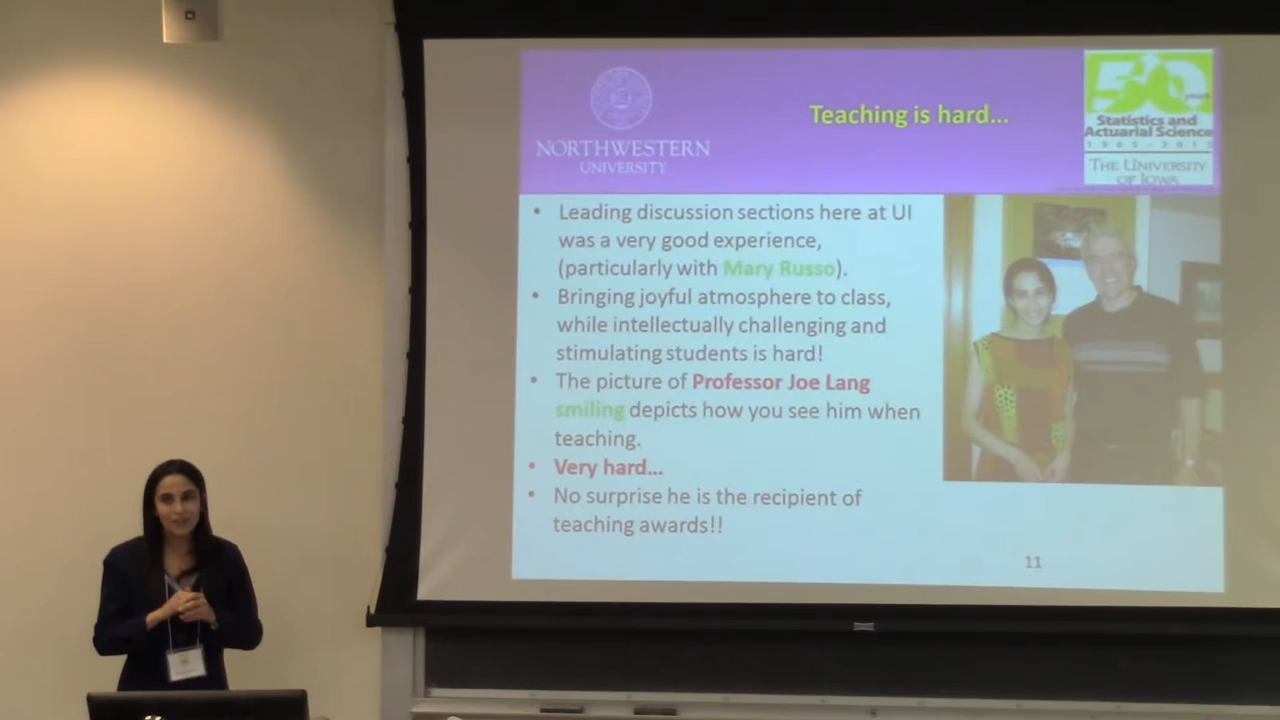 NORTHWESTERN
UNIVERSITY
Teaching is hard...
50
Statistics and
Actuarial Science
The University
of Iowa
• Leading discussion sections here at UI
was a very good experience,
(particularly with Mary Russo).
• Bringing joyful atmosphere to class,
while intellectually challenging and
stimulating students is hard!
• The picture of Professor Joe Lang
smiling depicts how you see him when
teaching.
• Very hard...
• No surprise he is the recipient of
teaching awards!!
11